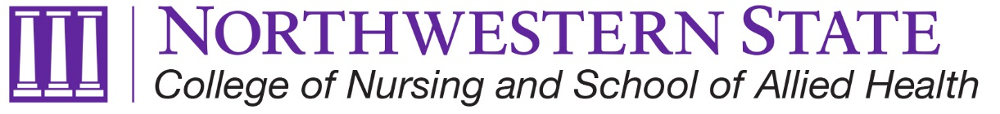 NORTHWESTERN STATE
College of Nursing and School of Allied Health